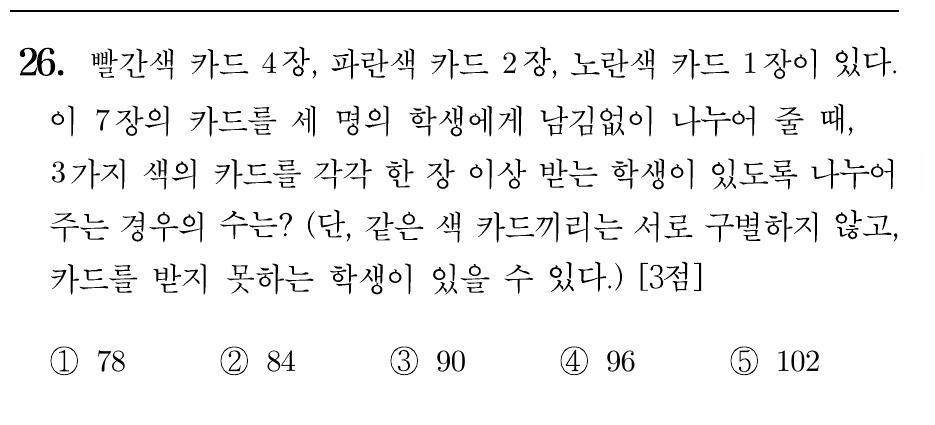 26. 빨간색 카드 4장, 파란색 카드 2장, 노란색 카드 1장이 있다.
이 7장의 카드를 세 명의 학생에게 남김없이 나누어 줄 때,
3가지 색의 카드를 각각 한 장 이상 받는 학생이 있도록 나누어
주는 경우의 수는? (단, 같은 색 카드끼리는 서로 구별하지 않고,
카드를 받지 못하는 학생이 있을 수 있다.) [3점]
① 78 ② 84 ③ 90 ④ 96 ⑤ 102